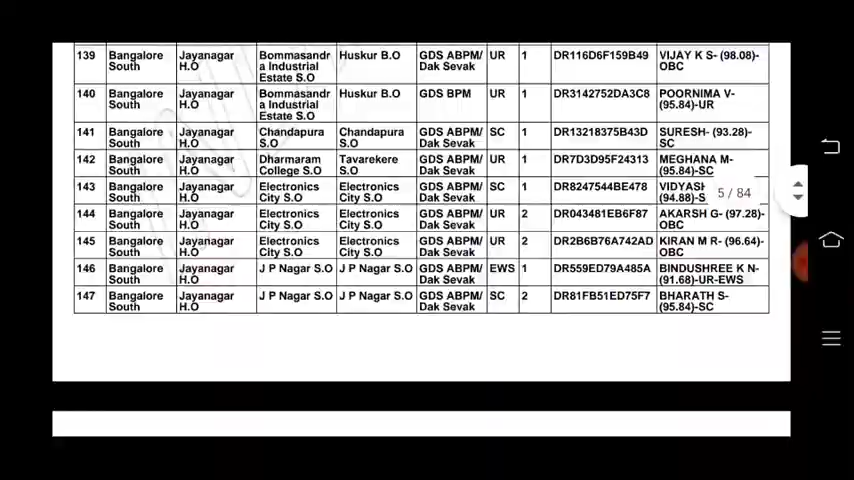 139 Bangalore South Jayanagar H.O Bommasandra Industrial Estate S.O Huskur B.O GDS ABPM/ Dak Sevak UR 1 DR116D6F159B49 VIJAY K S- (98.08)- OBC
140 Bangalore South Jayanagar H.O Bommasandra Industrial Estate S.O Huskur B.O GDS BPM UR 1 DR3142752DA3C8 POORNIMA V- (95.84)-UR
141 Bangalore South Jayanagar H.O Chandapura S.O Chandapura S.O GDS ABPM/ Dak Sevak SC 1 DR13218375B43D SURESH- (93.28)- SC
142 Bangalore South Jayanagar H.O Dharmaram College S.O Tavarekere S.O GDS ABPM/ Dak Sevak UR 1 DR7D3D95F24313 MEGHANA M- (95.84)-SC
143 Bangalore South Jayanagar H.O Electronics City S.O Electronics City S.O GDS ABPM/ Dak Sevak SC 1 DR8247544BE478 (94.88)-S
5 / 84
144 Bangalore South Jayanagar H.O Electronics City S.O Electronics City S.O GDS ABPM/ Dak Sevak UR 2 DR043481EB6F87 AKARSH G- (97.28)- OBC
145 Bangalore South Jayanagar H.O Electronics City S.O Electronics City S.O GDS ABPM/ Dak Sevak UR 2 DR2B6B76A742AD KIRAN M R- (96.64)- OBC
146 Bangalore South Jayanagar H.O J P Nagar S.O J P Nagar S.O GDS ABPM/ Dak Sevak EWS 1 DR559ED79A485A BINDUSHREE K N- (91.68)-UR-EWS
147 Bangalore South Jayanagar H.O J P Nagar S.O J P Nagar S.O GDS ABPM/ Dak Sevak SC 2 DR81FB51ED75F7 BHARATH S- (95.84)-SC